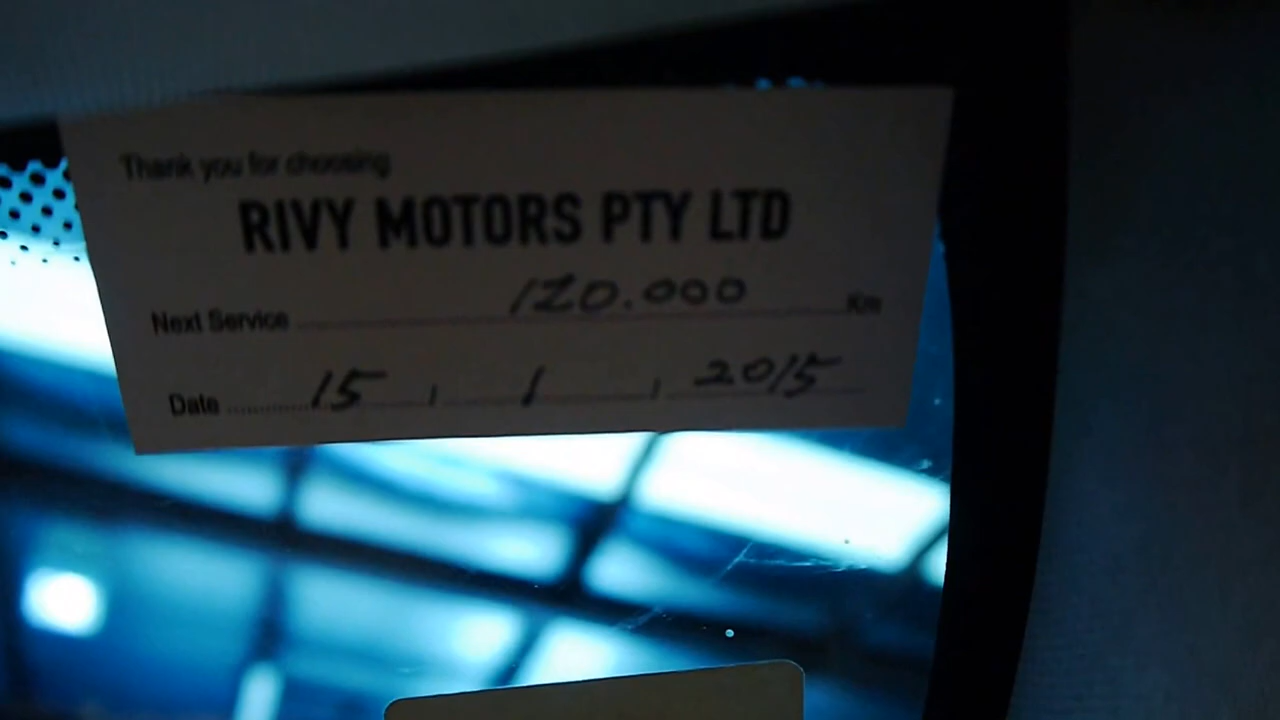 Thank you for choosing
RIVY MOTORS PTY LTD
Next Service 120.000 Km
Date 15 / 1 / 2015